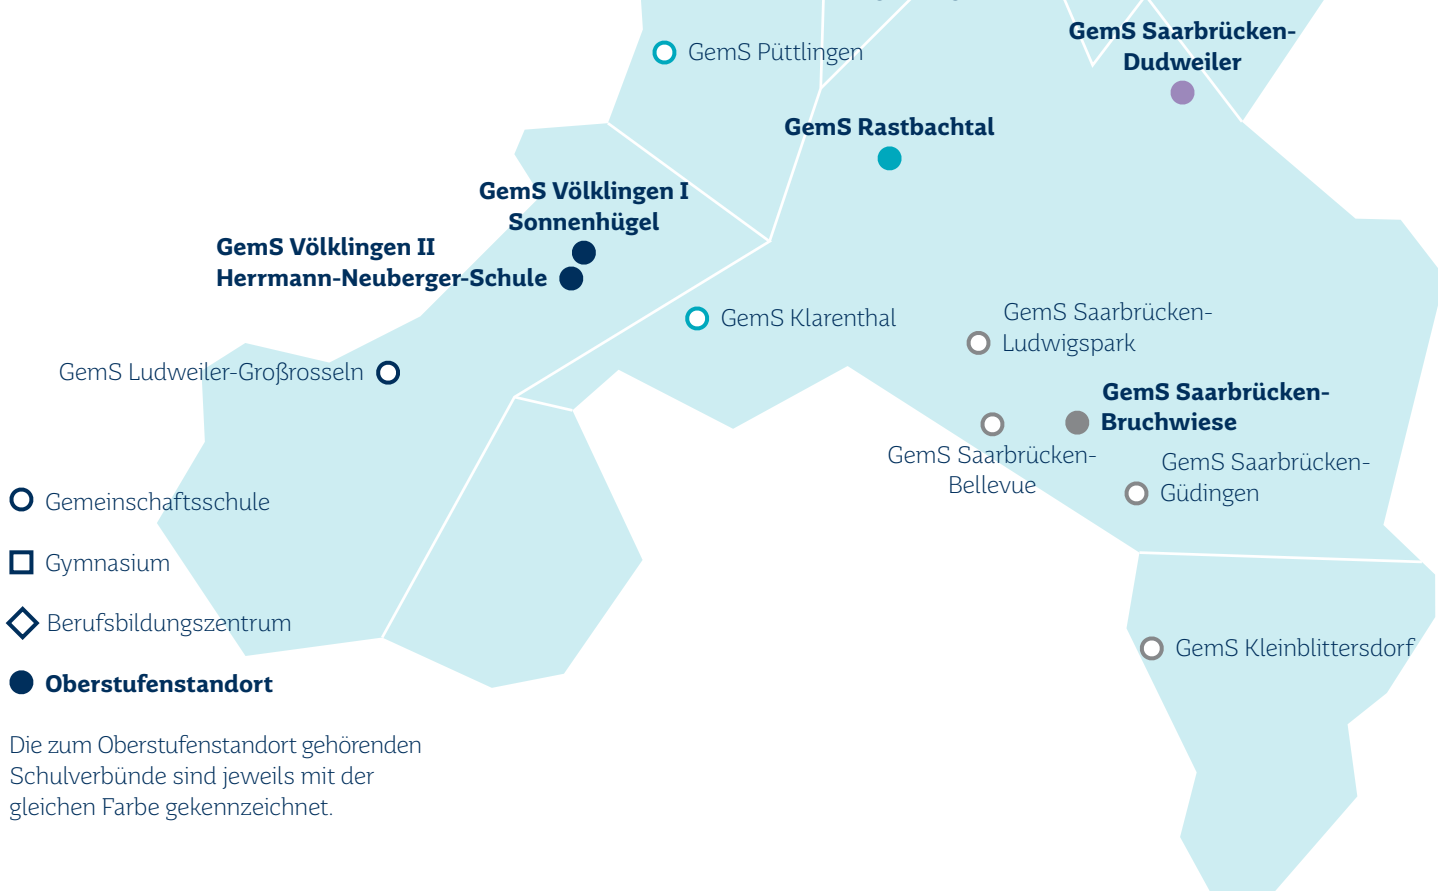 GemS Saarbrücken-
Dudweiler
GemS Püttlingen
GemS Rastbachtal
GemS Völklingen I
Sonnenhügel
GemS Völklingen II
Herrmann-Neuberger-Schule
GemS Klarenthal
GemS Saarbrücken-
Ludwigspark
GemS Ludweiler-Großrosseln
GemS Saarbrücken-
Bruchwiese
GemS Saarbrücken-
Bellevue
GemS Saarbrücken-
Güdingen
GemS Kleinblittersdorf
Gemeinschaftsschule
Gymnasium
Berufsbildungszentrum
Oberstufenstandort
Die zum Oberstufenstandort gehörenden
Schulverbünde sind jeweils mit der
gleichen Farbe gekennzeichnet.